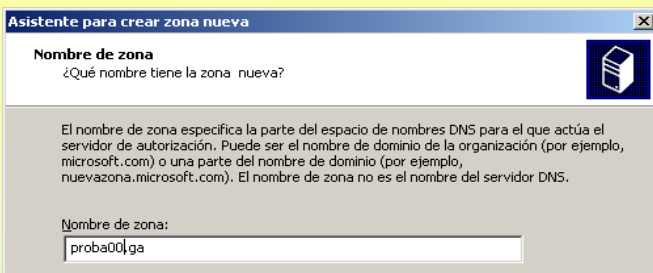 Asistente para crear zona nueva
Nombre de zona
¿Qué nombre tiene la zona nueva?
El nombre de zona especifica la parte del espacio de nombres DNS para el que actúa el
servidor de autorización. Puede ser el nombre de dominio de la organización (por ejemplo,
microsoft.com) o una parte del nombre de dominio (por ejemplo,
nuevazona.microsoft.com). El nombre de zona no es el nombre del servidor DNS.
Nombre de zona:
proba00.ga